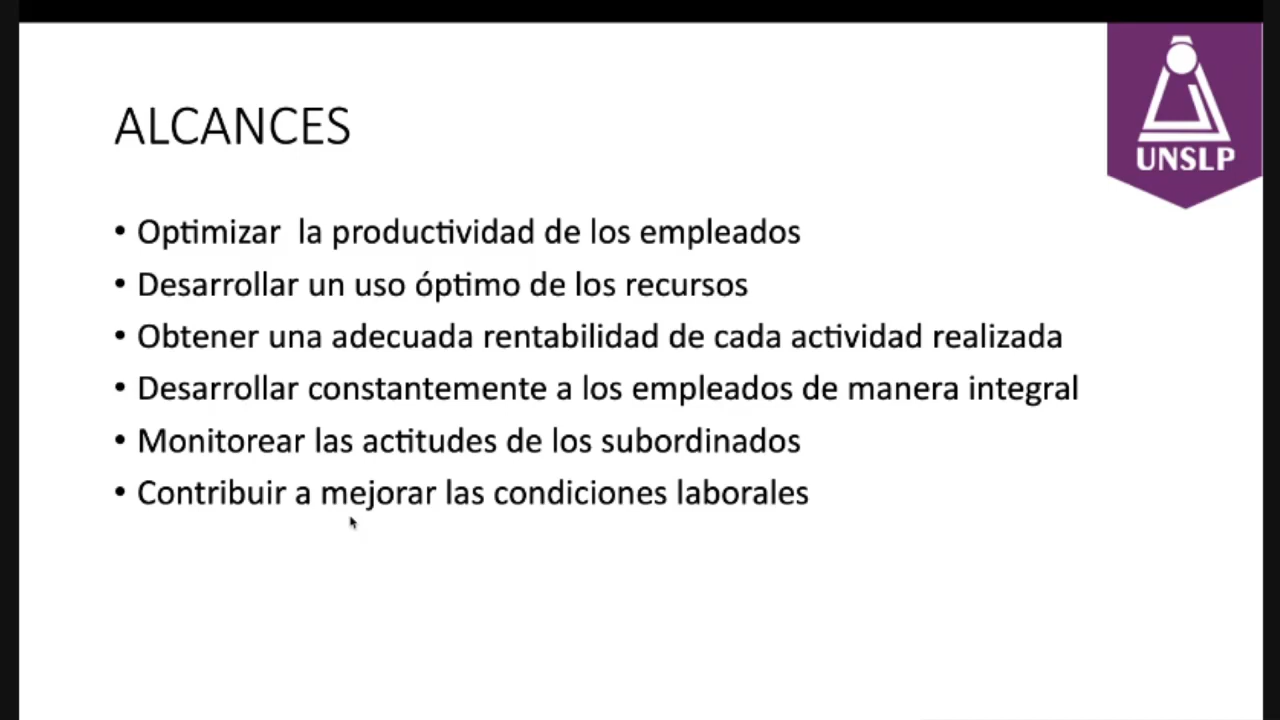 ALCANCES
UNSLP
• Optimizar  la productividad de los empleados
• Desarrollar un uso óptimo de los recursos
• Obtener una adecuada rentabilidad de cada actividad realizada
• Desarrollar constantemente a los empleados de manera integral
• Monitorear las actitudes de los subordinados
• Contribuir a mejorar las condiciones laborales